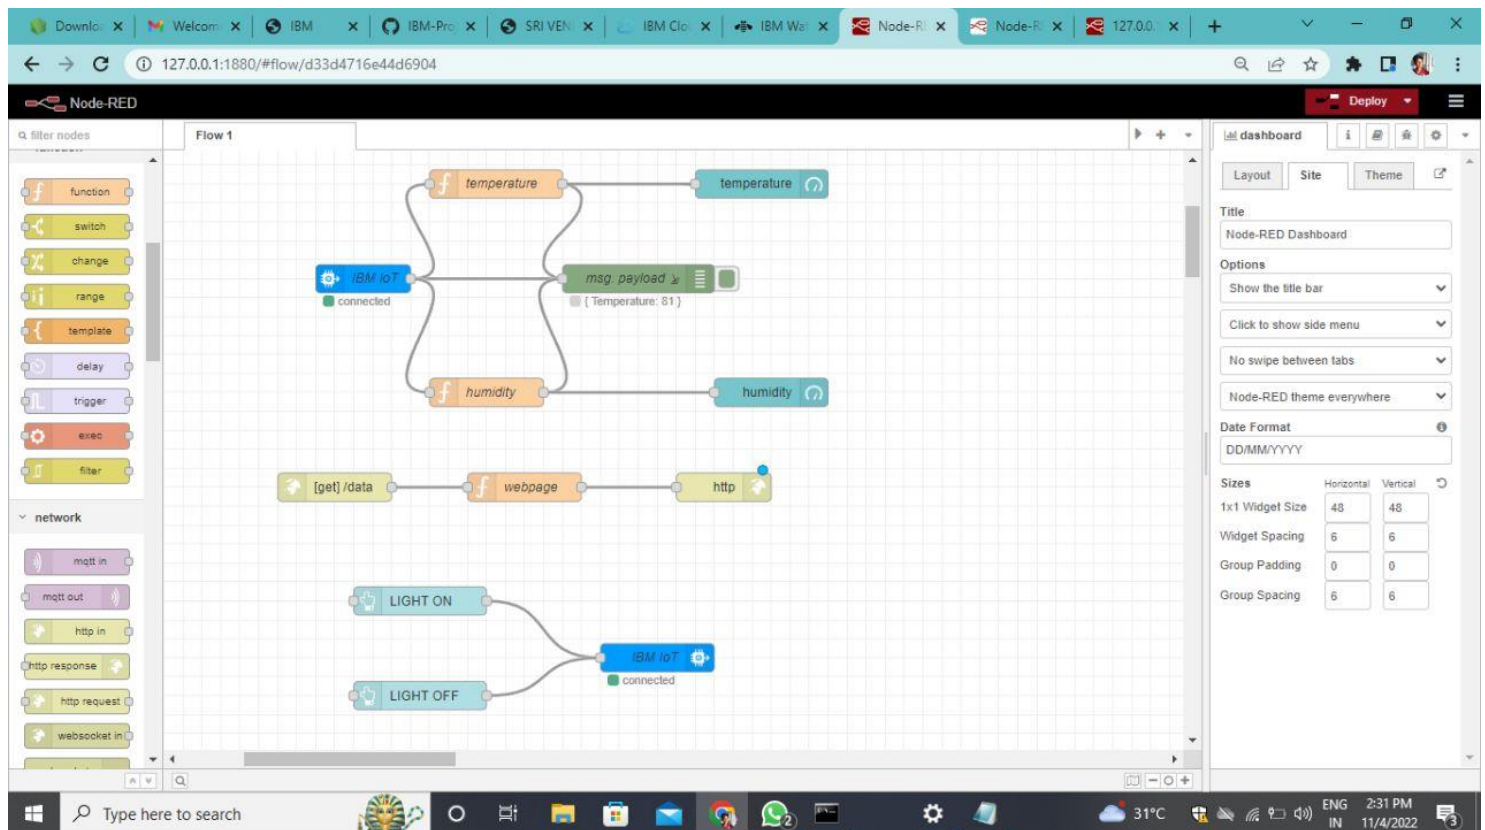 Downlo
Welcom
IBM
IBM-Pro
SRI VEN
IBM Clo
IBM Wat
Node-RE
Node-R
127.0.0.
127.0.0.1:1880/#flow/d33d4716e44d6904
Node-RED
Deploy
filter nodes
Flow 1
dashboard
function
switch
change
range
template
delay
trigger
exec
filter
network
mqtt in
mqtt out
http in
http response
http request
websocket in
temperature
temperature
IBM IoT
connected
msg. payload
{ Temperature: 81 }
humidity
humidity
[get] /data
webpage
http
LIGHT ON
LIGHT OFF
IBM IoT
connected
Layout Site Theme
Title
Node-RED Dashboard
Options
Show the title bar
Click to show side menu
No swipe between tabs
Node-RED theme everywhere
Date Format
DD/MM/YYYY
Sizes Horizontal Vertical
1x1 Widget Size 48 48
Widget Spacing 6 6
Group Padding 0 0
Group Spacing 6 6
Type here to search
2
31°C
ENG
IN
2:31 PM
11/4/2022
3